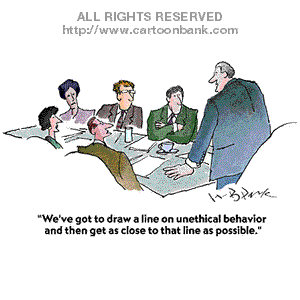 ALL RIGHTS RESERVED
http://www.cartoonbank.com
"We've got to draw a line on unethical behavior
and then get as close to that line as possible."